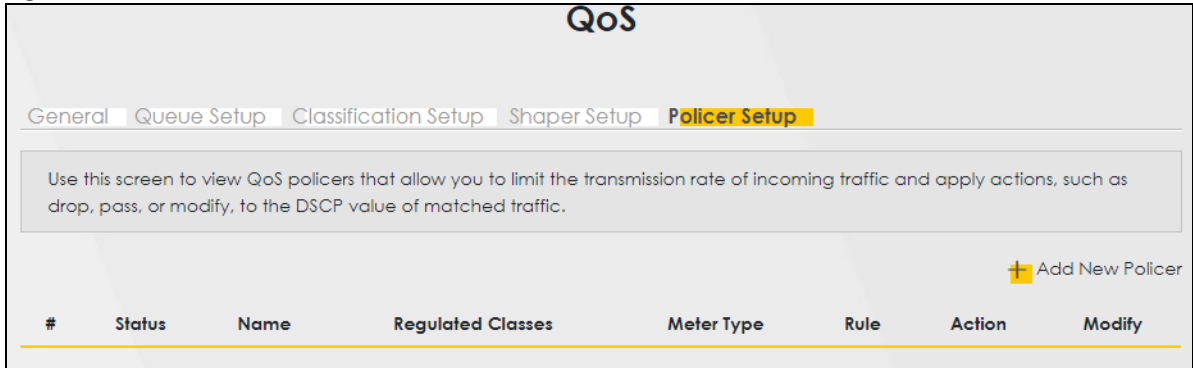 QoS
General Queue Setup Classification Setup Shaper Setup Policer Setup
Use this screen to view QoS policers that allow you to limit the transmission rate of incoming traffic and apply actions, such as
drop, pass, or modify, to the DSCP value of matched traffic.
+ Add New Policer
# Status Name Regulated Classes Meter Type Rule Action Modify